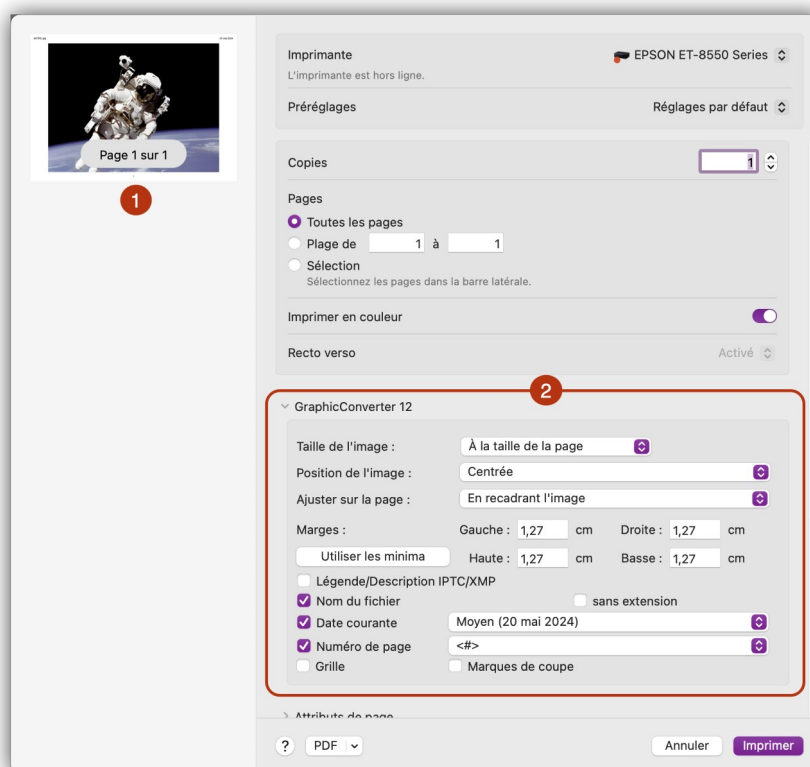 Page 1 sur 1
1
Imprimante
EPSON ET-8550 Series
L'imprimante est hors ligne.
Préréglages
Réglages par défaut
Copies
1
Pages
Toutes les pages
Plage de 1 à 1
Sélection
Sélectionnez les pages dans la barre latérale.
Imprimer en couleur
Recto verso
Activé
2
GraphicConverter 12
Taille de l'image :
À la taille de la page
Position de l'image :
Centrée
Ajuster sur la page :
En recadrant l'image
Marges :
Gauche : 1,27 cm
Droite : 1,27 cm
Utiliser les minima
Haute : 1,27 cm
Basse : 1,27 cm
Légende/Description IPTC/XMP
Nom du fichier
sans extension
Date courante
Moyen (20 mai 2024)
Numéro de page
<#>
Grille
Marques de coupe
Attributs de page
?
PDF
Annuler
Imprimer